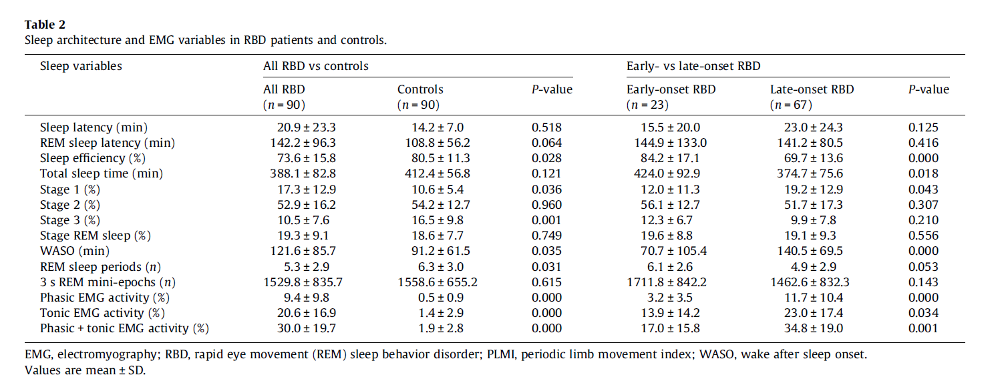 Table 2
Sleep architecture and EMG variables in RBD patients and controls.
Sleep variables All RBD vs controls Early- vs late-onset RBD
All RBD Controls P-value Early-onset RBD Late-onset RBD P-value
(n = 90) (n = 90) (n = 23) (n = 67)
Sleep latency (min) 20.9 ± 23.3 14.2 ± 7.0 0.518 15.5 ± 20.0 23.0 ± 24.3 0.125
REM sleep latency (min) 142.2 ± 96.3 108.8 ± 56.2 0.064 144.9 ± 133.0 141.2 ± 80.5 0.416
Sleep efficiency (%) 73.6 ± 15.8 80.5 ± 11.3 0.028 84.2 ± 17.1 69.7 ± 13.6 0.000
Total sleep time (min) 388.1 ± 82.8 412.4 ± 56.8 0.121 424.0 ± 92.9 374.7 ± 75.6 0.018
Stage 1 (%) 17.3 ± 12.9 10.6 ± 5.4 0.036 12.0 ± 11.3 19.2 ± 12.9 0.043
Stage 2 (%) 52.9 ± 16.2 54.2 ± 12.7 0.960 56.1 ± 12.7 51.7 ± 17.3 0.307
Stage 3 (%) 10.5 ± 7.6 16.5 ± 9.8 0.001 12.3 ± 6.7 9.9 ± 7.8 0.210
Stage REM sleep (%) 19.3 ± 9.1 18.6 ± 7.7 0.749 19.6 ± 8.8 19.1 ± 9.3 0.556
WASO (min) 121.6 ± 85.7 91.2 ± 61.5 0.035 70.7 ± 105.4 140.5 ± 69.5 0.000
REM sleep periods (n) 5.3 ± 2.9 6.3 ± 3.0 0.031 6.1 ± 2.6 4.9 ± 2.9 0.053
3 s REM mini-epochs (n) 1529.8 ± 835.7 1558.6 ± 655.2 0.615 1711.8 ± 842.2 1462.6 ± 832.3 0.143
Phasic EMG activity (%) 9.4 ± 9.8 0.5 ± 0.9 0.000 3.2 ± 3.5 11.7 ± 10.4 0.000
Tonic EMG activity (%) 20.6 ± 16.9 1.4 ± 2.9 0.000 13.9 ± 14.2 23.0 ± 17.4 0.034
Phasic + tonic EMG activity (%) 30.0 ± 19.7 1.9 ± 2.8 0.000 17.0 ± 15.8 34.8 ± 19.0 0.001
EMG, electromyography; RBD, rapid eye movement (REM) sleep behavior disorder; PLMI, periodic limb movement index; WASO, wake after sleep onset.
Values are mean ± SD.